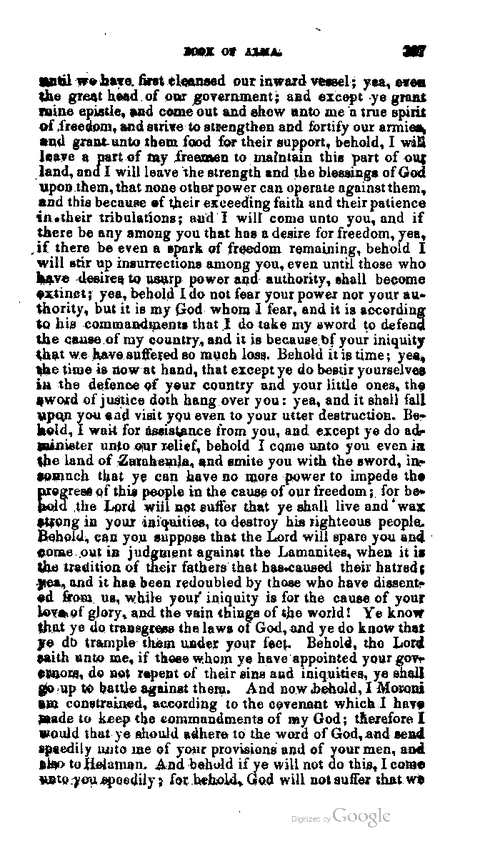 BOOK OF ALMA. 397
until we have first cleansed our inward vessel; yea, even
the great head of our government; and except ye grant
mine epistle, and come out and show unto me a true spirit
of freedom, and strive to strengthen and fortify our armies,
and grant unto them food for their support, behold, I will
leave a part of my freemen to maintain this part of our
land, and I will leave the strength and the blessings of God
upon them, that none other power can operate against them,
and this because of their exceeding faith and their patience
in their tribulations; and I will come unto you, and if
there be any among you that has a desire for freedom, yea,
if there be even a spark of freedom remaining, behold I
will stir up insurrections among you, even until those who
have desires to usurp power and authority, shall become
extinct; yea, behold I do not fear your power nor your au-
thority, but it is my God whom I fear, and it is according
to his commandments that I do take my sword to defend
the cause of my country, and it is because of your iniquity
that we have suffered so much loss. Behold it is time; yea,
the time is now at hand, that except ye do bestir yourselves
in the defence of your country and your little ones, the
sword of justice doth hang over you: yea, and it shall fall
upon you and visit you even to your utter destruction. Be-
hold, I wait for assistance from you, and except ye do ad-
minister unto our relief, behold I come unto you even in
the land of Zarahemla, and smite you with the sword, in-
somuch that ye can have no more power to impede the
progress of this people in the cause of our freedom; for be-
hold the Lord will not suffer that ye shall live and wax
strong in your iniquities, to destroy his righteous people.
Behold, can you suppose that the Lord will spare you and
come out in judgment against the Lamanites, when it is
the tradition of their fathers that has caused their hatred;
yea, and it has been redoubled by those who have dissent-
ed from us, while your iniquity is for the cause of your
love of glory, and the vain things of the world! Ye know
that ye do transgress the laws of God, and ye do know that
ye do trample them under your feet. Behold, the Lord
saith unto me, if those whom ye have appointed your gov-
ernors, do not repent of their sins and iniquities, ye shall
go up to battle against them. And now behold, I Moroni
am constrained, according to the covenant which I have
made to keep the commandments of my God; therefore I
would that ye should adhere to the word of God, and send
speedily unto me of your provisions and of your men, and
also to Helaman. And behold if ye will not do this, I come
unto you speedily; for behold, God will not suffer that we
Digitized by Google